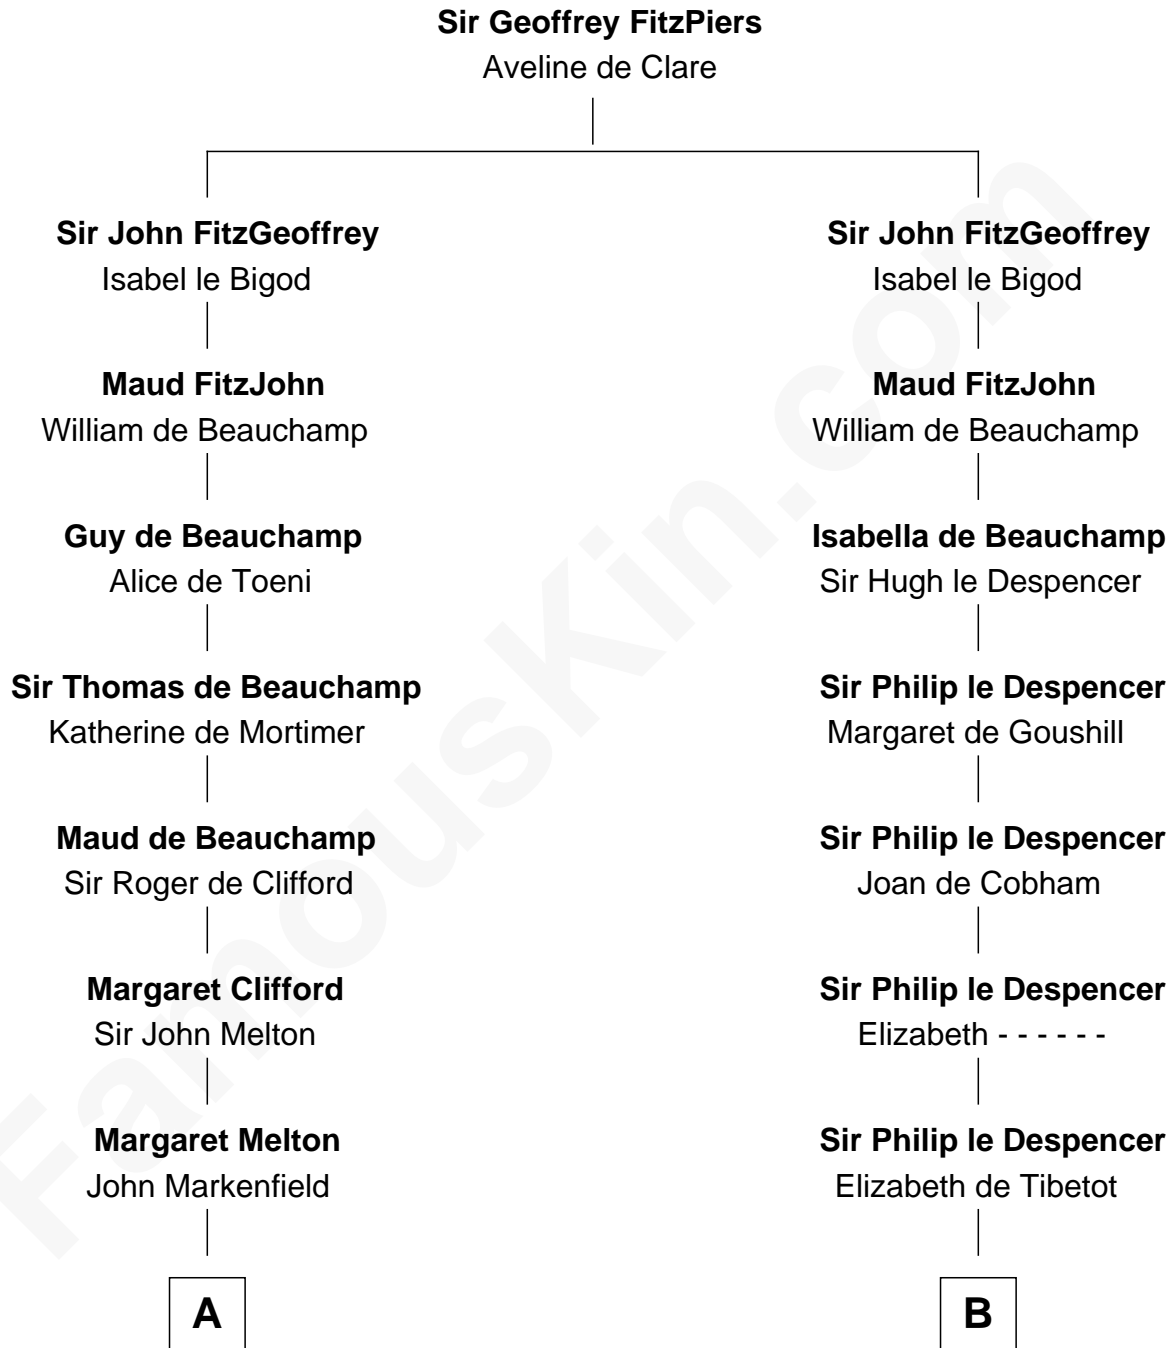 Sir Geoffrey FitzPiers
Aveline de Clare
Sir John FitzGeoffrey
Isabel le Bigod
Maud FitzJohn
William de Beauchamp
Guy de Beauchamp
Alice de Toeni
Sir Thomas de Beauchamp
Katherine de Mortimer
Maud de Beauchamp
Sir Roger de Clifford
Margaret Clifford
Sir John Melton
Margaret Melton
John Markenfield
A
Sir John FitzGeoffrey
Isabel le Bigod
Maud FitzJohn
William de Beauchamp
Isabella de Beauchamp
Sir Hugh le Despencer
Sir Philip le Despencer
Margaret de Goushill
Sir Philip le Despencer
Joan de Cobham
Sir Philip le Despencer
Elizabeth - - - - - -
Sir Philip le Despencer
Elizabeth de Tibetot
B
FamousKin.com